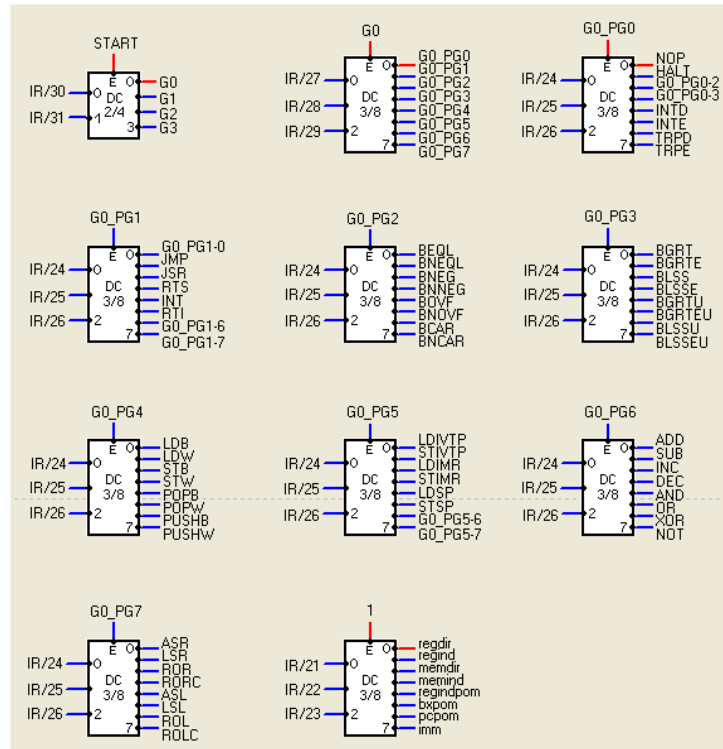 START
IR/30
IR/31
0
1
E
DC
2/4
0
3
G0
G1
G2
G3
G0
IR/27
IR/28
IR/29
0
2
E
DC
3/8
0
7
G0_PG0
G0_PG1
G0_PG2
G0_PG3
G0_PG4
G0_PG5
G0_PG6
G0_PG7
G0_PG0
IR/24
IR/25
IR/26
0
2
E
DC
3/8
0
7
NOP
HALT
G0_PG0-2
G0_PG0-3
INTD
INTE
TRPD
TRPE
G0_PG1
IR/24
IR/25
IR/26
0
2
E
DC
3/8
0
7
G0_PG1-0
JMP
JSR
RTS
INT
RTI
G0_PG1-6
G0_PG1-7
G0_PG2
IR/24
IR/25
IR/26
0
2
E
DC
3/8
0
7
BEQL
BNEQL
BNEG
BNNEG
BOVF
BNOVF
BCAR
BNCAR
G0_PG3
IR/24
IR/25
IR/26
0
2
E
DC
3/8
0
7
BGRT
BGRTE
BLSS
BLSSE
BGRTU
BGRTEU
BLSSU
BLSSEU
G0_PG4
IR/24
IR/25
IR/26
0
2
E
DC
3/8
0
7
LDB
LDW
STB
STW
POPB
POPW
PUSHB
PUSHW
G0_PG5
IR/24
IR/25
IR/26
0
2
E
DC
3/8
0
7
LDIVTP
STIVTP
LDIMR
STIMR
LDSP
STSP
G0_PG5-6
G0_PG5-7
G0_PG6
IR/24
IR/25
IR/26
0
2
E
DC
3/8
0
7
ADD
SUB
INC
DEC
AND
OR
XOR
NOT
G0_PG7
IR/24
IR/25
IR/26
0
2
E
DC
3/8
0
7
ASR
LSR
ROR
RORC
ASL
LSL
ROL
ROLC
1
IR/21
IR/22
IR/23
0
2
E
DC
3/8
0
7
regdir
regind
memdir
memind
regindpom
bxpom
pcpom
imm